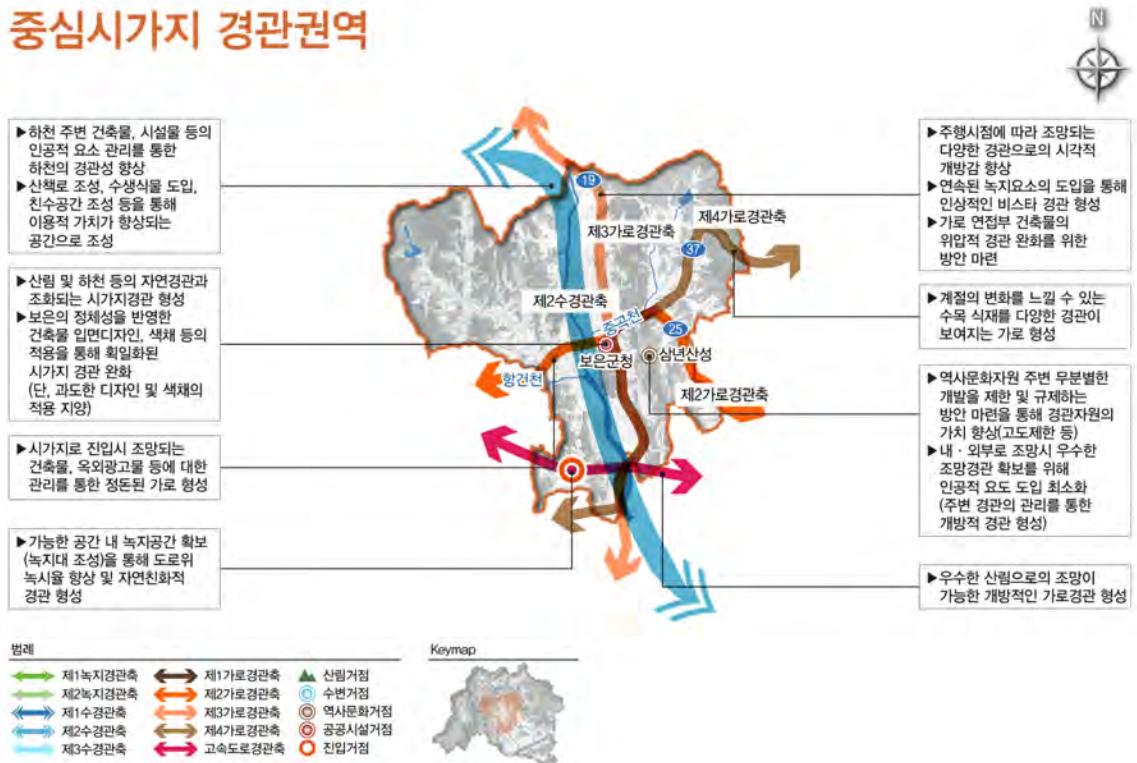 중심시가지 경관권역
N
▶하천 주변 건축물, 시설물 등의
인공적 요소 관리를 통한
하천의 경관성 향상
▶산책로 조성, 수생식물 도입,
친수공간 조성 등을 통해
이용적 가치가 향상되는
공간으로 조성
▶산림 및 하천 등의 자연경관과
조화되는 시가지경관 형성
▶보은의 정체성을 반영한
건축물 입면디자인, 색채 등의
적용을 통해 획일화된
시가지 경관 완화
(단, 과도한 디자인 및 색채의
적용 지양)
▶시가지로 진입시 조망되는
건축물, 옥외광고물 등에 대한
관리를 통한 정돈된 가로 형성
▶가능한 공간 내 녹지공간 확보
(녹지대 조성)을 통해 도로위
녹시율 향상 및 자연친화적
경관 형성
19
제3가로경관축
제4가로경관축
37
제2수경관축
중곡천
25
보은군청
삼년산성
항건천
제2가로경관축
▶주행시점에 따라 조망되는
다양한 경관으로의 시각적
개방감 향상
▶연속된 녹지요소의 도입을 통해
인상적인 비스타 경관 형성
▶가로 연접부 건축물의
위압적 경관 완화를 위한
방안 마련
▶계절의 변화를 느낄 수 있는
수목 식재를 다양한 경관이
보여지는 가로 형성
▶역사문화자원 주변 무분별한
개발을 제한 및 규제하는
방안 마련을 통해 경관자원의
가치 향상(고도제한 등)
▶내 · 외부로 조망시 우수한
조망경관 확보를 위해
인공적 요도 도입 최소화
(주변 경관의 관리를 통한
개방적 경관 형성)
▶우수한 산림으로의 조망이
가능한 개방적인 가로경관 형성
범례
제1녹지경관축
제2녹지경관축
제1수경관축
제2수경관축
제3수경관축
제1가로경관축
제2가로경관축
제3가로경관축
제4가로경관축
고속도로경관축
산림거점
수변거점
역사문화거점
공공시설거점
진입거점
Keymap